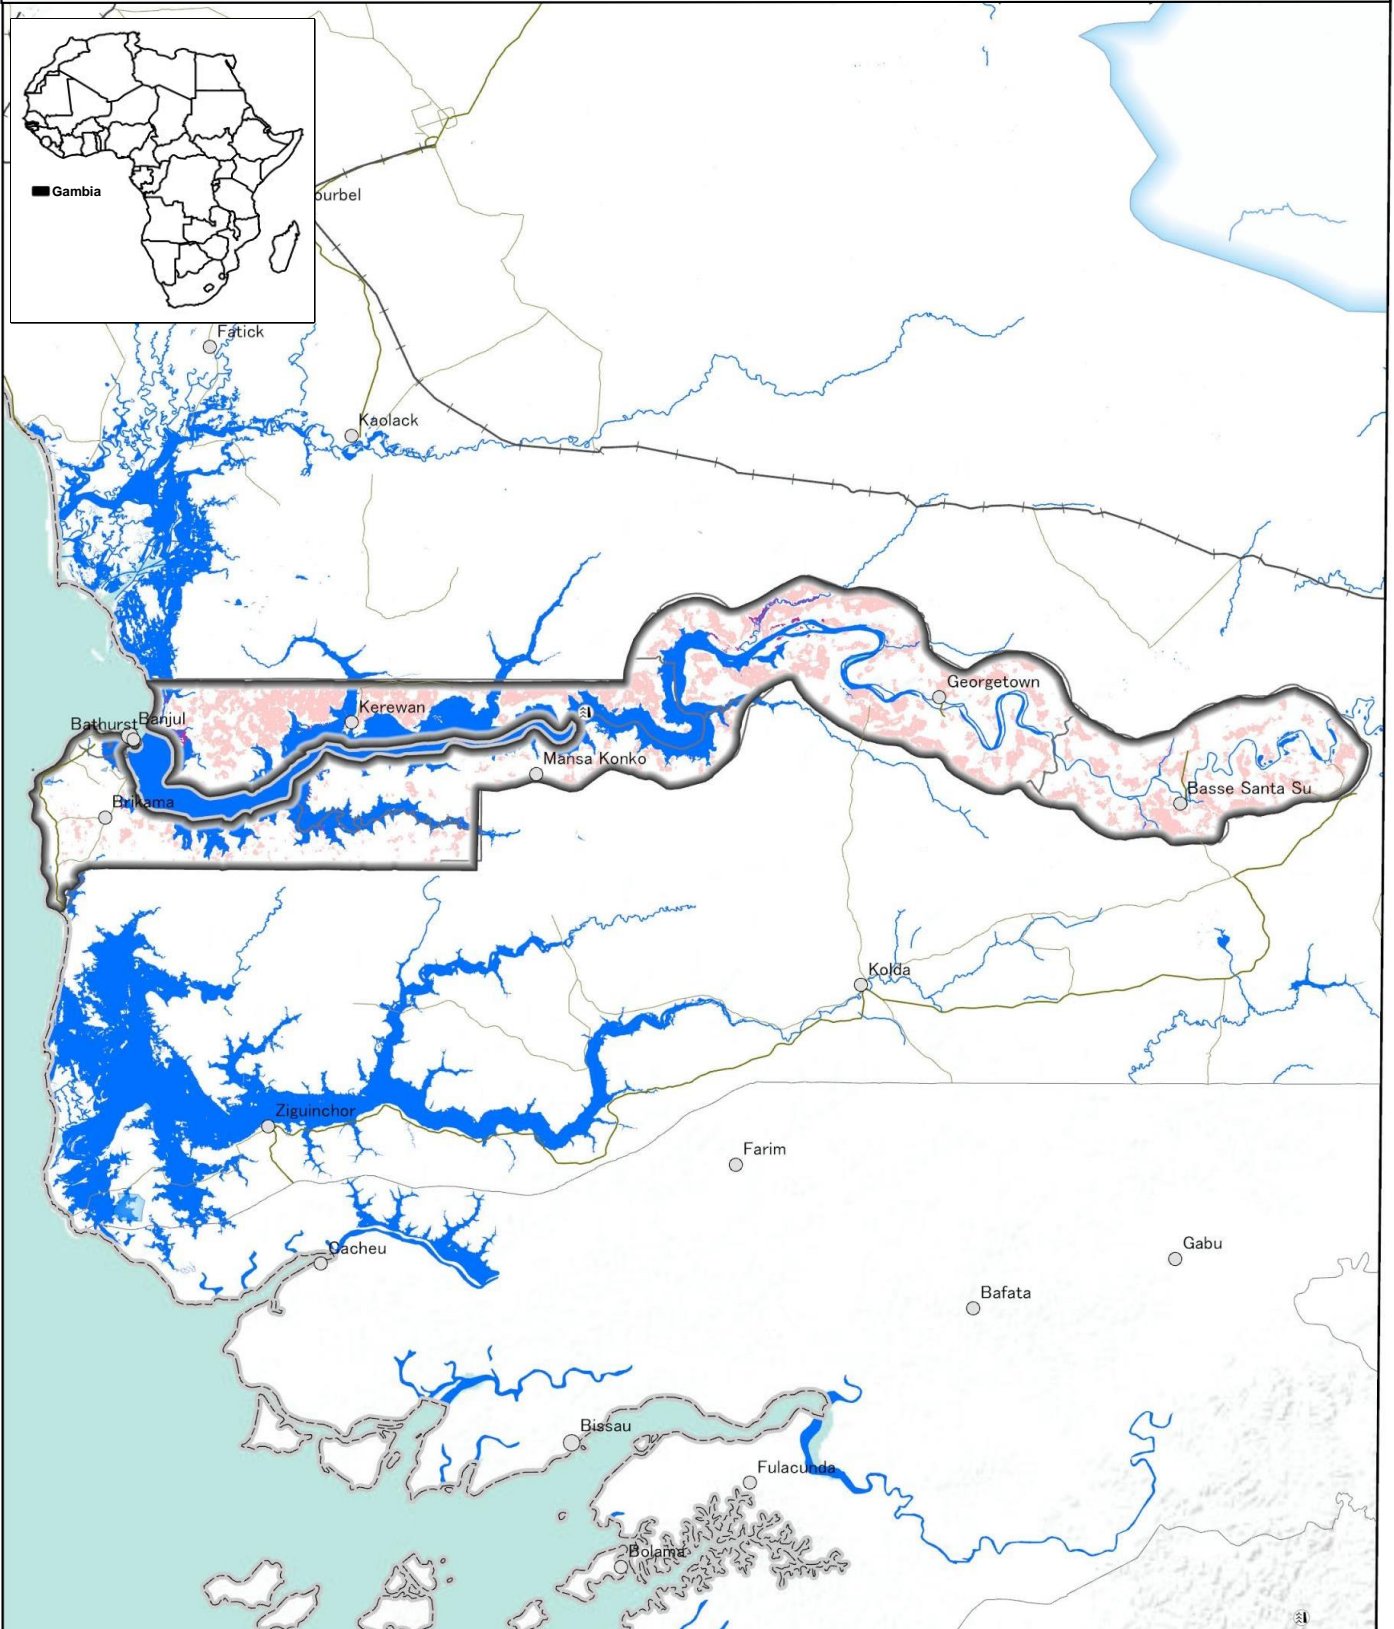 Gambia
ourbel
Fatick
Kaolack
Georgetown
Kerewan
Bathurst
Banjul
Mansa Konko
Basse Santa Su
Brikama
Kolda
Ziguinchor
Farim
Gabu
Cacheu
Bafata
Bissau
Fulacunda
Bolama